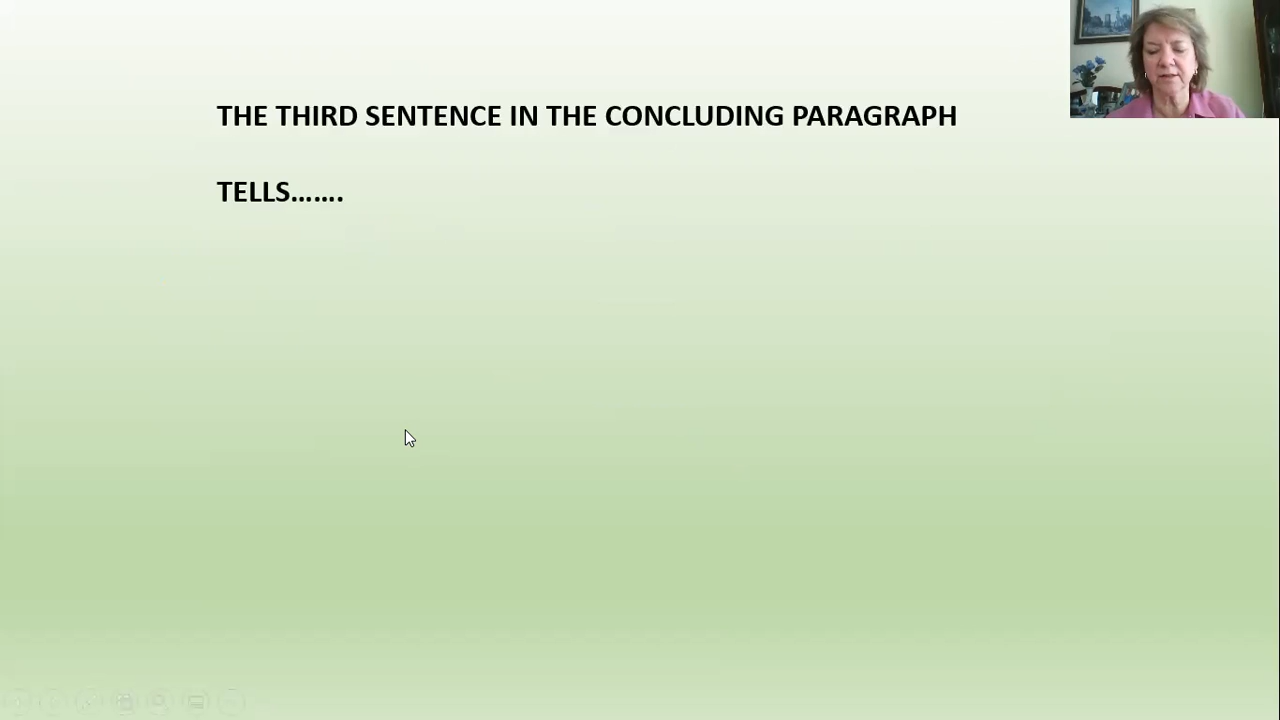 THE THIRD SENTENCE IN THE CONCLUDING PARAGRAPH
TELLS…….